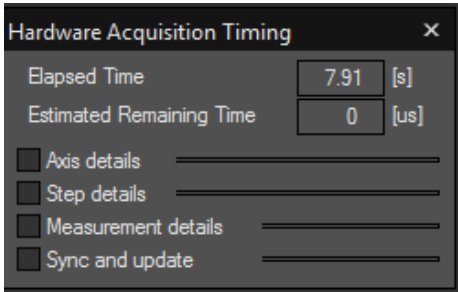 Hardware Acquisition Timing ×
Elapsed Time 7.91 [s]
Estimated Remaining Time 0 [us]
Axis details
Step details
Measurement details
Sync and update